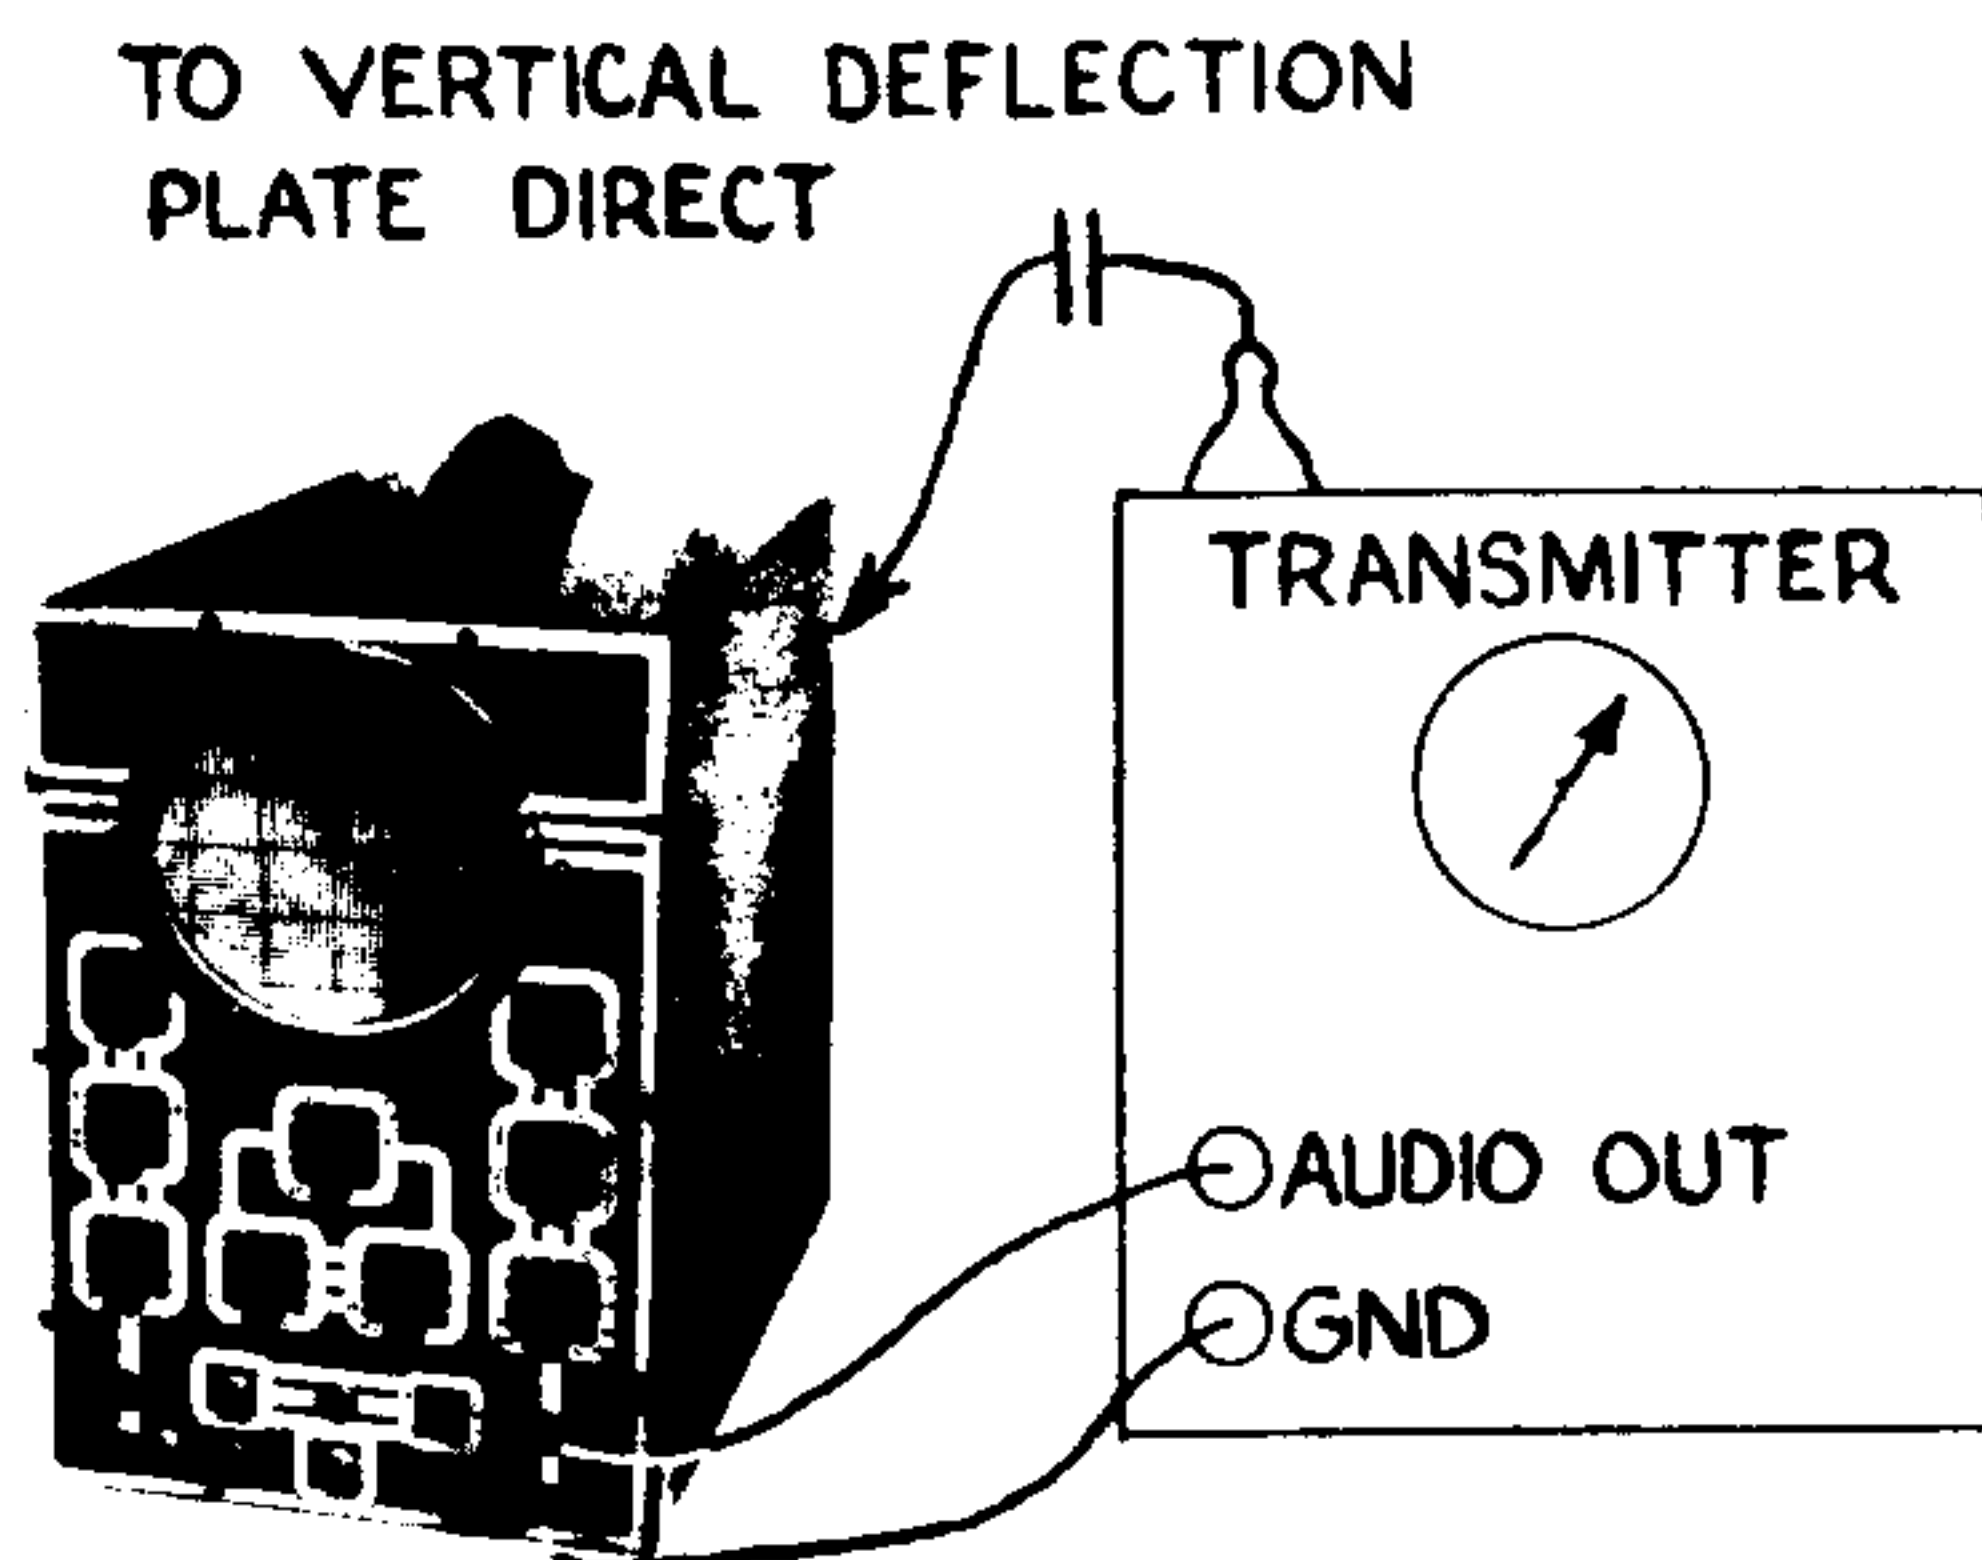 TO VERTICAL DEFLECTION
PLATE DIRECT
TRANSMITTER
AUDIO OUT
GND